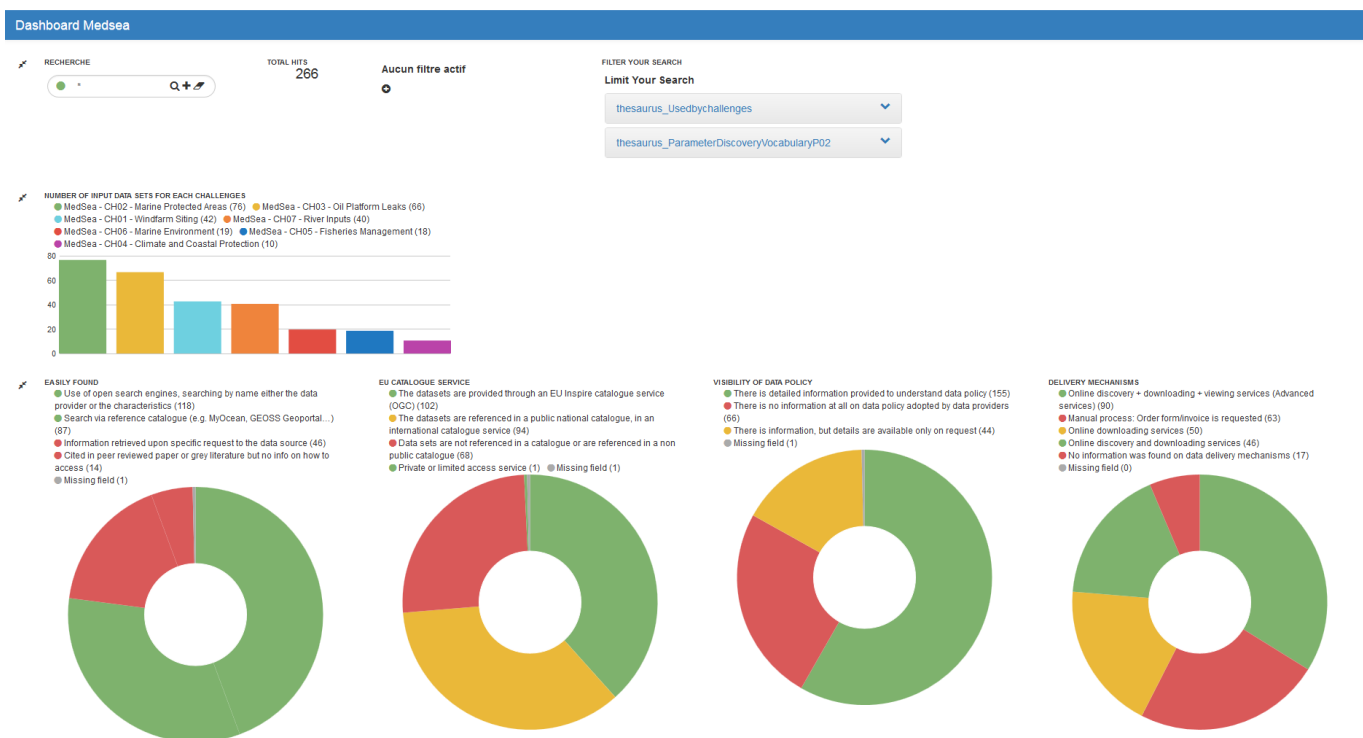 Dashboard Medsea
RECHERCHE
*
TOTAL HITS
266
Aucun filtre actif
FILTER YOUR SEARCH
Limit Your Search
thesaurus_Usedbychallenges
thesaurus_ParameterDiscoveryVocabularyP02
NUMBER OF INPUT DATA SETS FOR EACH CHALLENGES
MedSea - CH02 - Marine Protected Areas (76) MedSea - CH03 - Oil Platform Leaks (66)
MedSea - CH01 - Windfarm Siting (42) MedSea - CH07 - River Inputs (40)
MedSea - CH06 - Marine Environment (19) MedSea - CH05 - Fisheries Management (18)
MedSea - CH04 - Climate and Coastal Protection (10)
80
60
40
20
0
EASILY FOUND
Use of open search engines, searching by name either the data
provider or the characteristics (118)
Search via reference catalogue (e.g. MyOcean, GEOSS Geoportal...)
(87)
Information retrieved upon specific request to the data source (46)
Cited in peer reviewed paper or grey literature but no info on how to
access (14)
Missing field (1)
EU CATALOGUE SERVICE
The datasets are provided through an EU Inspire catalogue service
(OGC) (102)
The datasets are referenced in a public national catalogue, in an
international catalogue service (94)
Data sets are not referenced in a catalogue or are referenced in a non
public catalogue (68)
Private or limited access service (1) Missing field (1)
VISIBILITY OF DATA POLICY
There is detailed information provided to understand data policy (155)
There is no information at all on data policy adopted by data providers
(66)
There is information, but details are available only on request (44)
Missing field (1)
DELIVERY MECHANISMS
Online discovery + downloading + viewing services (Advanced
services) (90)
Manual process: Order form/invoice is requested (63)
Online downloading services (50)
Online discovery and downloading services (46)
No information was found on data delivery mechanisms (17)
Missing field (0)